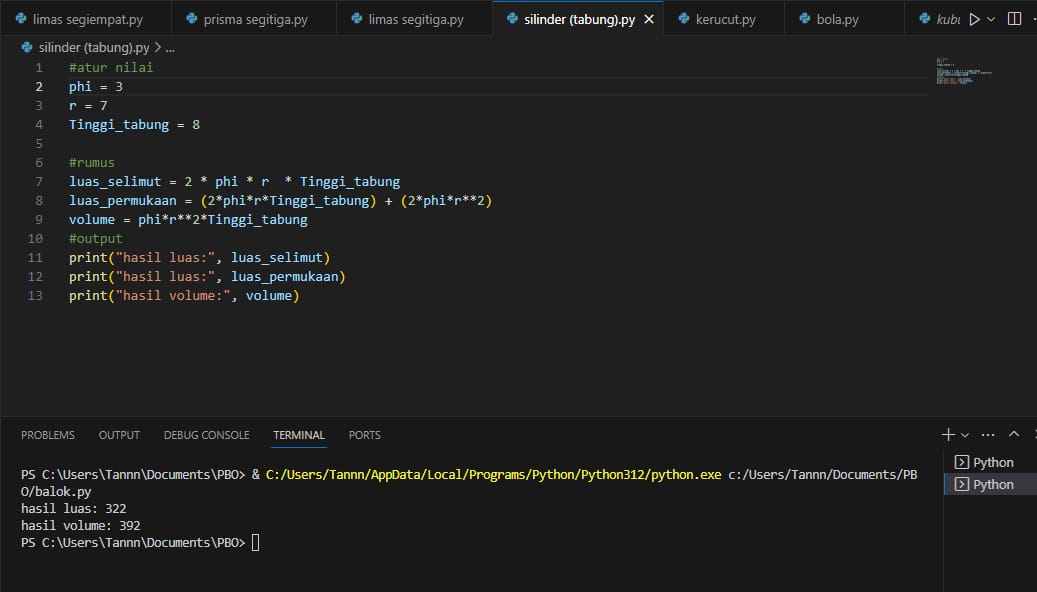 limas segiempat.py prisma segitiga.py limas segitiga.py silinder (tabung).py kerucut.py bola.py
silinder (tabung).py > ...
1 #atur nilai
2 phi = 3
3 r = 7
4 Tinggi_tabung = 8
5
6 #rumus
7 luas_selimut = 2 * phi * r  * Tinggi_tabung
8 luas_permukaan = (2*phi*r*Tinggi_tabung) + (2*phi*r**2)
9 volume = phi*r**2*Tinggi_tabung
10 #output
11 print("hasil luas:", luas_selimut)
12 print("hasil luas:", luas_permukaan)
13 print("hasil volume:", volume)
PROBLEMS OUTPUT DEBUG CONSOLE TERMINAL PORTS
PS C:\Users\Tannn\Documents\PBO> & C:/Users/Tannn/AppData/Local/Programs/Python/Python312/python.exe c:/Users/Tannn/Documents/PB
O/balok.py
hasil luas: 322
hasil volume: 392
PS C:\Users\Tannn\Documents\PBO>
Python
Python